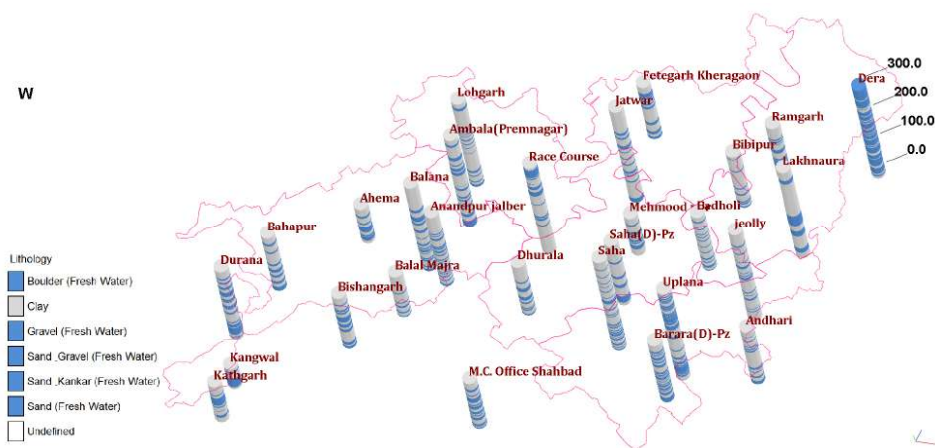 W
300.0
200.0
100.0
0.0
Dera
Fetegarh Kheragaon
Lohgarh
Jatwar
Ramgarh
Ambala(Premnagar)
Bibipur
Race Course
Lakhnaura
Balana
Ahema
Anandpur jalber
Mehmood
Badholi
Bahapur
Saha(D)-Pz
Jeolly
Saha
Dhurala
Durana
Balal Majra
Bishangarh
Uplana
Andhari
Barara(D)-Pz
Kangwal
Kathgarh
M.C. Office Shahbad
Lithology
Boulder (Fresh Water)
Clay
Gravel (Fresh Water)
Sand_Gravel (Fresh Water)
Sand_Kankar (Fresh Water)
Sand (Fresh Water)
Undefined